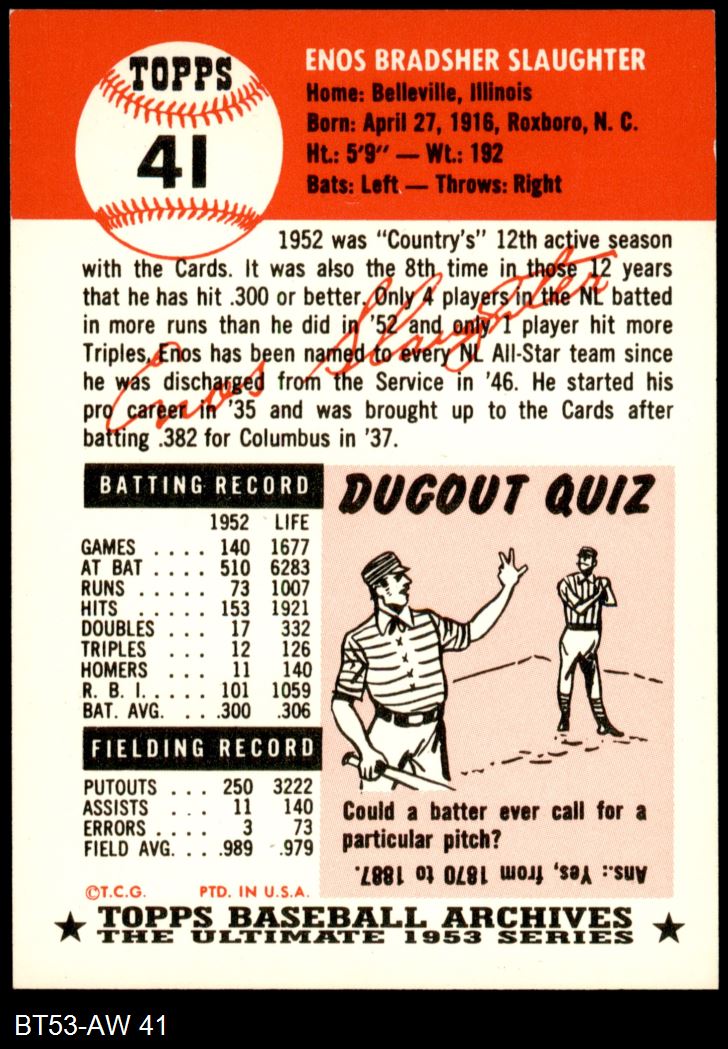 TOPPS
41
ENOS BRADSHER SLAUGHTER
Home: Belleville, Illinois
Born: April 27, 1916, Roxboro, N. C.
Ht.: 5'9" — Wt.: 192
Bats: Left — Throws: Right
1952 was "Country's" 12th active season
with the Cards. It was also the 8th time in those 12 years
that he has hit .300 or better. Only 4 players in the NL batted
in more runs than he did in '52 and only 1 player hit more
Triples. Enos has been named to every NL All-Star team since
he was discharged from the Service in '46. He started his
pro career in '35 and was brought up to the Cards after
batting .382 for Columbus in '37.
Enos Slaughter
BATTING RECORD
1952 LIFE
GAMES .... 140 1677
AT BAT .... 510 6283
RUNS ..... 73 1007
HITS ..... 153 1921
DOUBLES ... 17 332
TRIPLES ... 12 126
HOMERS ... 11 140
R. B. I. .... 101 1059
BAT. AVG. ... .300 .306
FIELDING RECORD
PUTOUTS ... 250 3222
ASSISTS ... 11 140
ERRORS .... 3 73
FIELD AVG. ... .989 .979
©T.C.G. PTD. IN U.S.A.
DUGOUT QUIZ
Could a batter ever call for a
particular pitch?
Ans.: Yes, from 1870 to 1887.
TOPPS BASEBALL ARCHIVES
THE ULTIMATE 1953 SERIES
BT53-AW 41